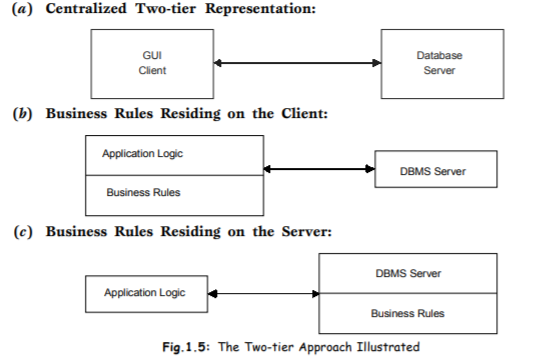 (a) Centralized Two-tier Representation:
GUI
Client
Database
Server
(b) Business Rules Residing on the Client:
Application Logic
Business Rules
DBMS Server
(c) Business Rules Residing on the Server:
Application Logic
DBMS Server
Business Rules
Fig.1.5: The Two-tier Approach Illustrated